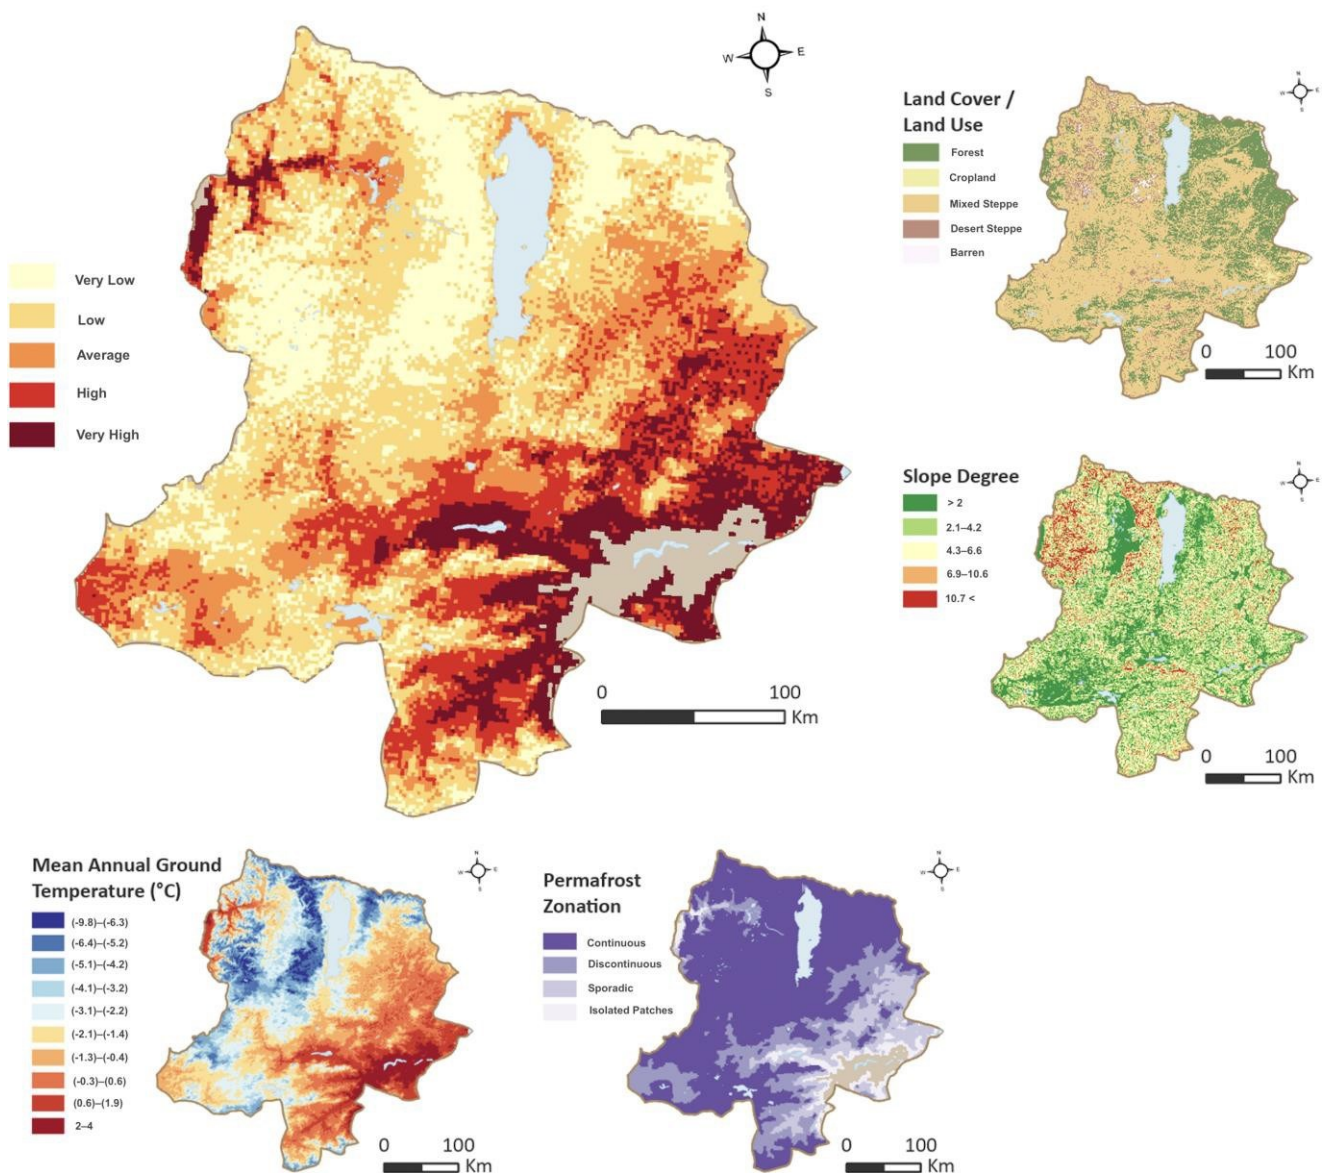 N
W
E
S
Very Low
Low
Average
High
Very High
0
100
Km
Land Cover /
Land Use
Forest
Cropland
Mixed Steppe
Desert Steppe
Barren
N
W
E
S
0
100
Km
Slope Degree
> 2
2.1–4.2
4.3–6.6
6.9–10.6
10.7 <
N
W
E
S
0
100
Km
Mean Annual Ground
Temperature (°C)
(-9.8)–(-6.3)
(-6.4)–(-5.2)
(-5.1)–(-4.2)
(-4.1)–(-3.2)
(-3.1)–(-2.2)
(-2.1)–(-1.4)
(-1.3)–(-0.4)
(-0.3)–(0.6)
(0.6)–(1.9)
2–4
N
W
E
S
0
100
Km
Permafrost
Zonation
Continuous
Discontinuous
Sporadic
Isolated Patches
N
W
E
S
0
100
Km